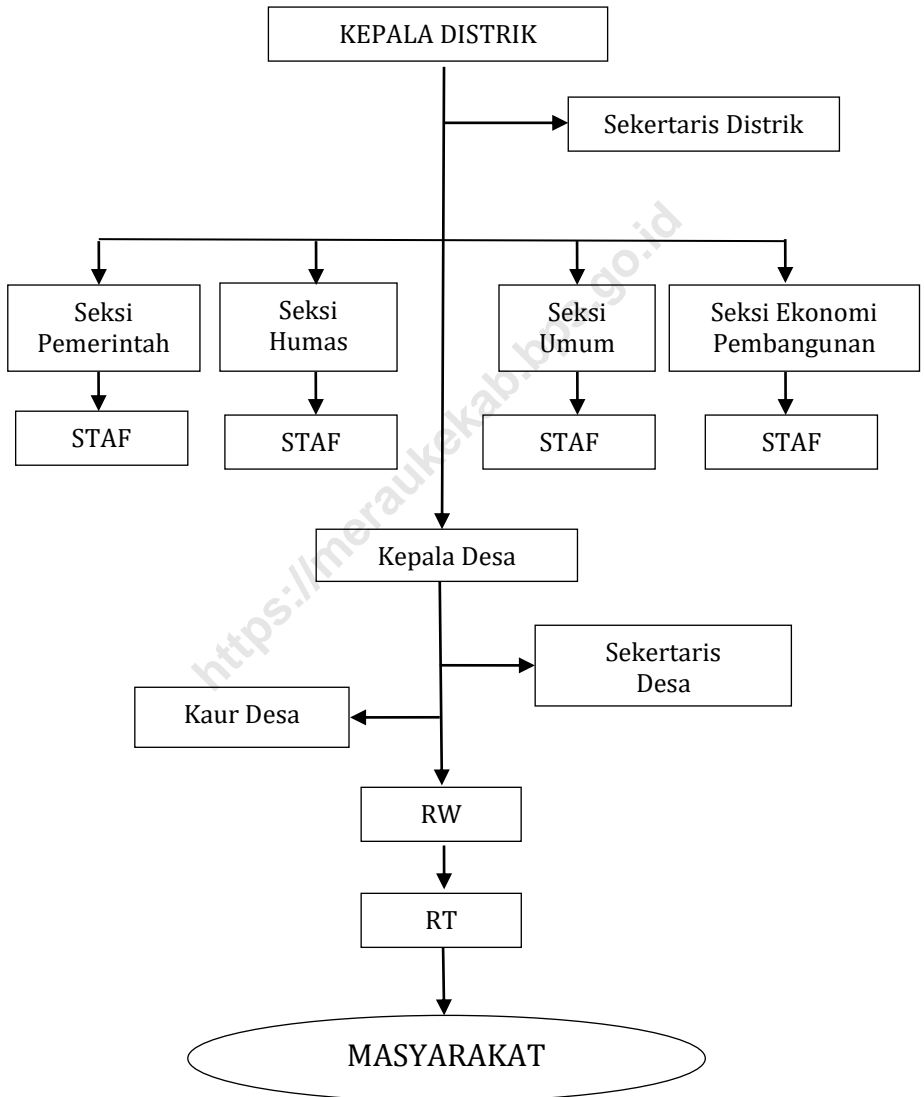 KEPALA DISTRIK
Sekertaris Distrik
Seksi
Pemerintah
Seksi
Humas
Seksi
Umum
Seksi Ekonomi
Pembangunan
STAF
STAF
STAF
STAF
Kepala Desa
Sekertaris
Desa
Kaur Desa
RW
RT
MASYARAKAT
https://meraukekab.bps.go.id